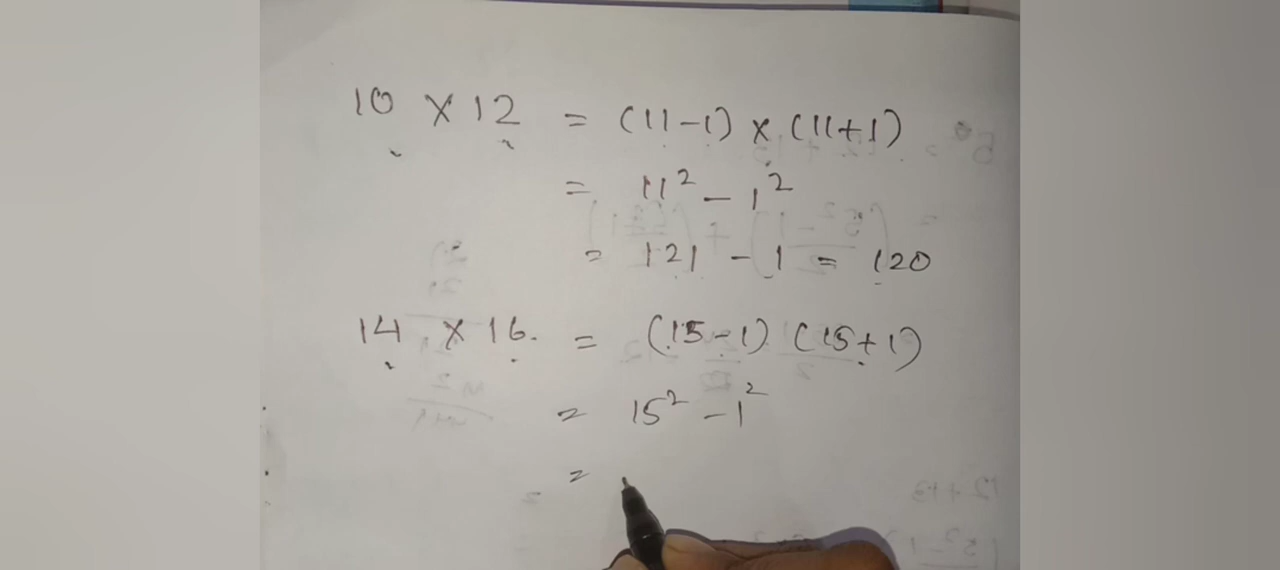 10 × 12 = (11-1) × (11+1)
= 11² - 1²
= 121 - 1 = 120
14 × 16. = (15-1) (15+1)
= 15² - 1²
=